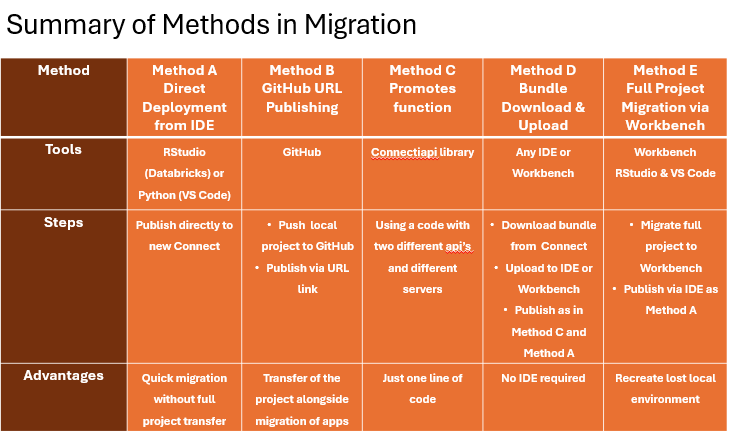 Summary of Methods in Migration
Method
Method A
Direct
Deployment
from IDE
Method B
GitHub URL
Publishing
Method C
Promotes
function
Method D
Bundle
Download &
Upload
Method E
Full Project
Migration via
Workbench
Tools
RStudio
(Databricks) or
Python (VS Code)
GitHub
Connectiapi library
Any IDE or
Workbench
Workbench
RStudio & VS Code
Steps
Publish directly to
new Connect
• Push local
project to GitHub
• Publish via URL
link
Using a code with
two different api's
and different
servers
• Download bundle
from Connect
• Upload to IDE or
Workbench
• Publish as in
Method C and
Method A
• Migrate full
project to
Workbench
• Publish via IDE as
Method A
Advantages
Quick migration
without full
project transfer
Transfer of the
project alongside
migration of apps
Just one line of
code
No IDE required
Recreate lost local
environment